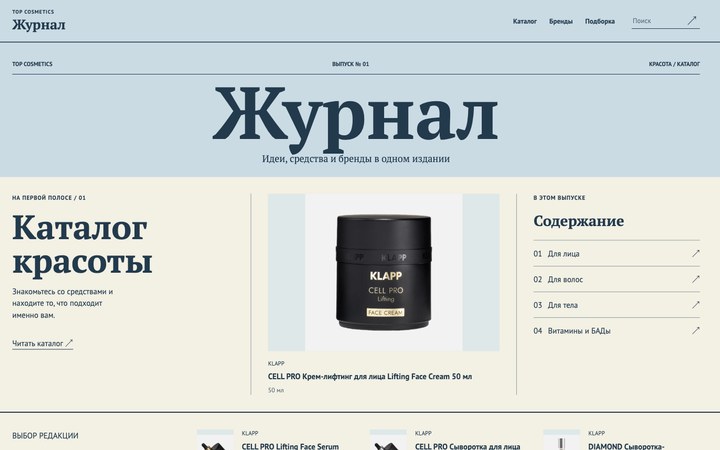 TOP COSMETICS
Журнал
Каталог Бренды Подборка Поиск
TOP COSMETICS ВЫПУСК № 01 КРАСОТА / КАТАЛОГ
Журнал
Идеи, средства и бренды в одном издании
НА ПЕРВОЙ ПОЛОСЕ / 01
Каталог
красоты
Знакомьтесь со средствами и
находите то, что подходит
именно вам.
Читать каталог
KLAPP
CELL PRO
Lifting
FACE CREAM
KLAPP
CELL PRO Крем-лифтинг для лица Lifting Face Cream 50 мл
50 мл
В ЭТОМ ВЫПУСКЕ
Содержание
01 Для лица
02 Для волос
03 Для тела
04 Витамины и БАДы
ВЫБОР РЕДАКЦИИ
KLAPP
CELL PRO Lifting Face Serum
KLAPP
CELL PRO Сыворотка для лица
KLAPP
DIAMOND Сыворотка-